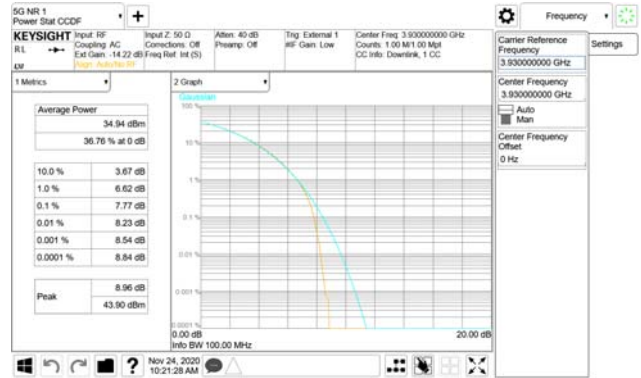 5G NR 1
Power Stat CCDF
Frequency
KEYSIGHT
RL
Input: RF
Coupling: AC
Ext Gain: -14.22 dB
Align: Auto/No RF
Input Z: 50 Ω
Corrections: Off
Freq Ref: Int (S)
Atten: 40 dB
Preamp: Off
Trig: External 1
#IF Gain: Low
Center Freq: 3.930000000 GHz
Counts: 1.00 M/1.00 Mpt
CC Info: Downlink, 1 CC
Carrier Reference
Frequency
3.930000000 GHz
Settings
Center Frequency
3.930000000 GHz
Auto
Man
Center Frequency
Offset
0 Hz
1 Metrics
Average Power
34.94 dBm
36.76 % at 0 dB
10.0 % 3.67 dB
1.0 % 6.62 dB
0.1 % 7.77 dB
0.01 % 8.23 dB
0.001 % 8.54 dB
0.0001 % 8.84 dB
Peak
8.96 dB
43.90 dBm
2 Graph
Gaussian
100 %
10 %
1 %
0.1 %
0.01 %
0.001 %
0.0001 %
0.00 dB
20.00 dB
Info BW 100.00 MHz
?
Nov 24, 2020
10:21:28 AM